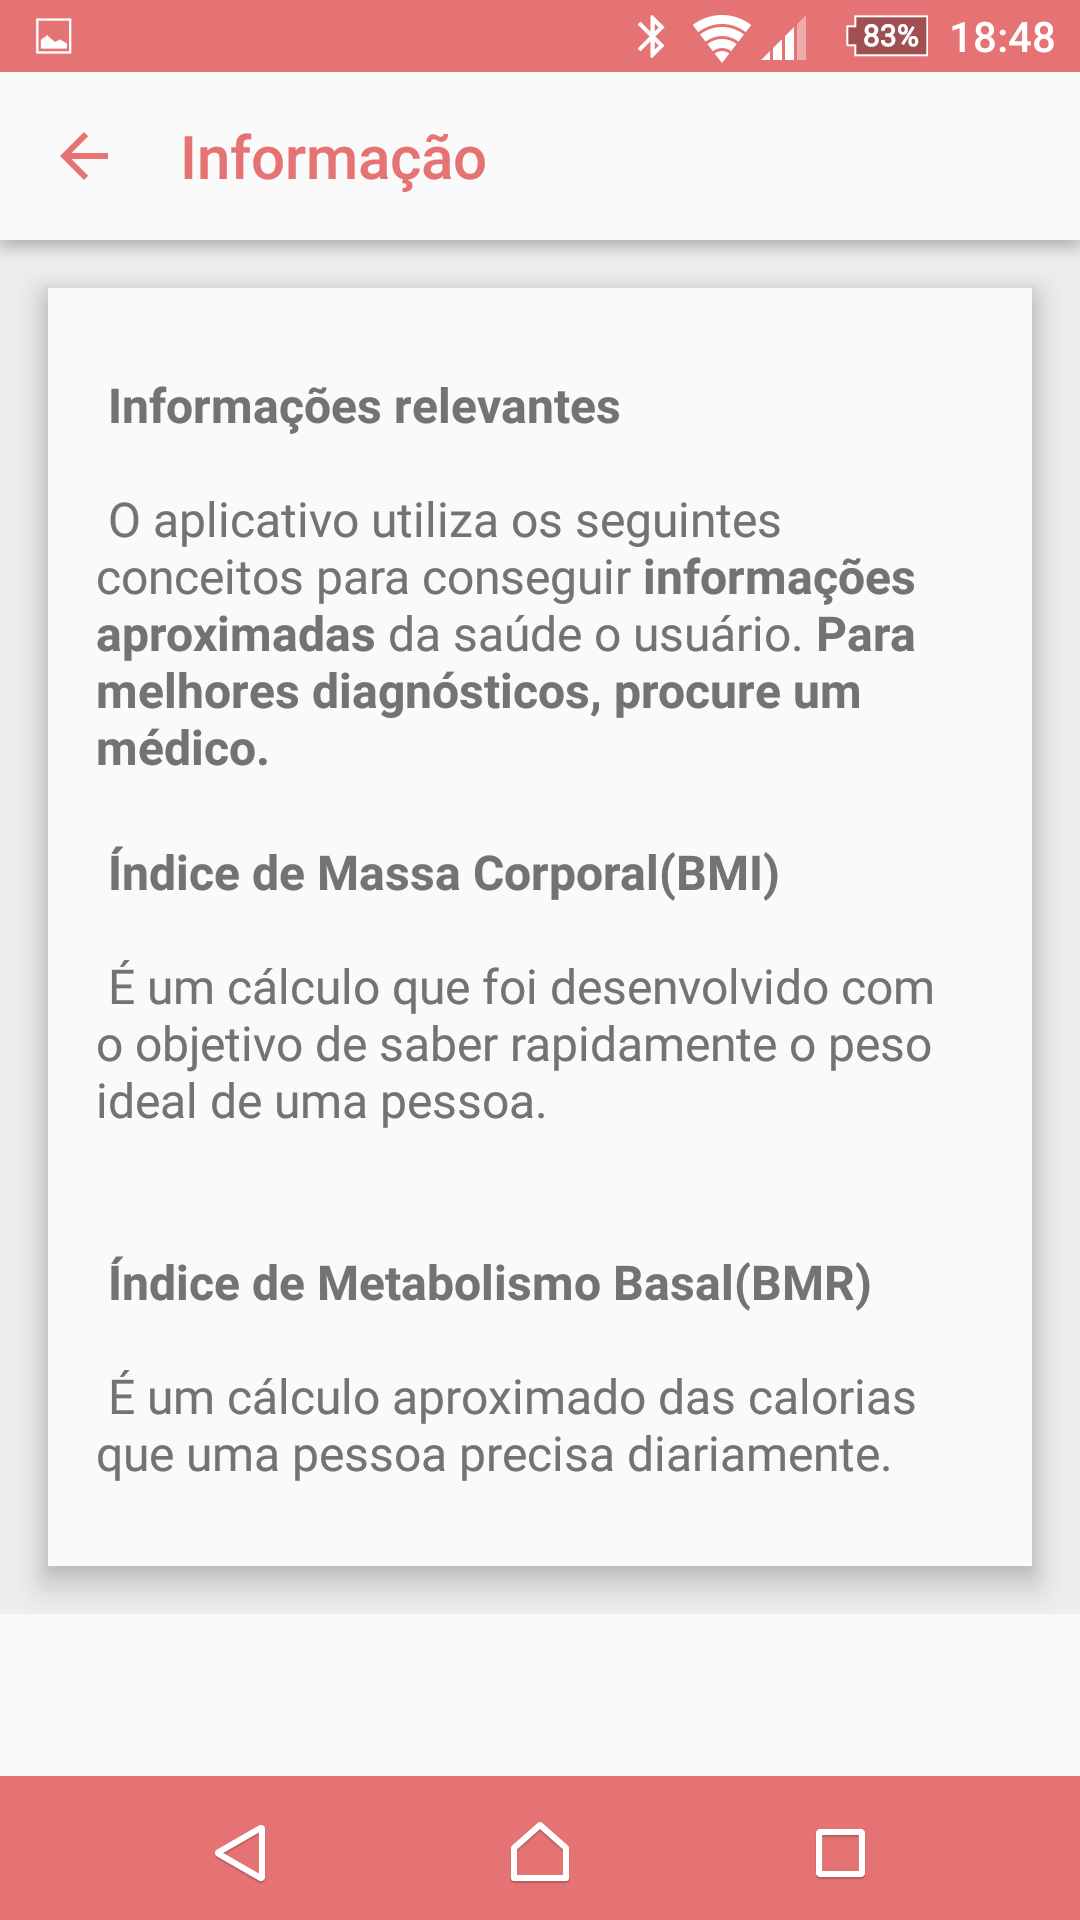 83% 18:48
Informação
Informações relevantes
O aplicativo utiliza os seguintes
conceitos para conseguir informações
aproximadas da saúde o usuário. Para
melhores diagnósticos, procure um
médico.
Índice de Massa Corporal(BMI)
É um cálculo que foi desenvolvido com
o objetivo de saber rapidamente o peso
ideal de uma pessoa.
Índice de Metabolismo Basal(BMR)
É um cálculo aproximado das calorias
que uma pessoa precisa diariamente.